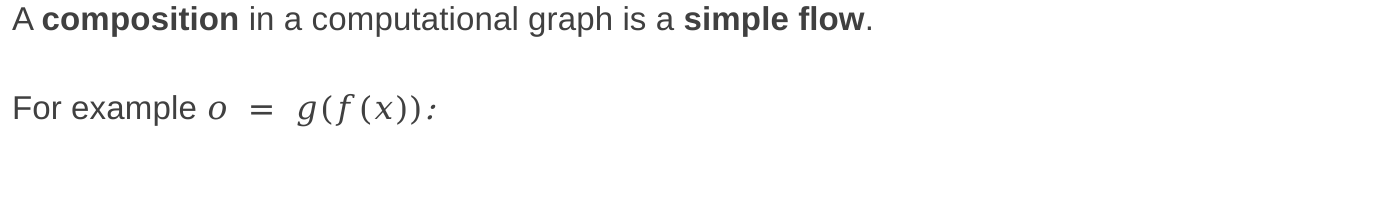 A composition in a computational graph is a simple flow.
For example o = g(f(x)):